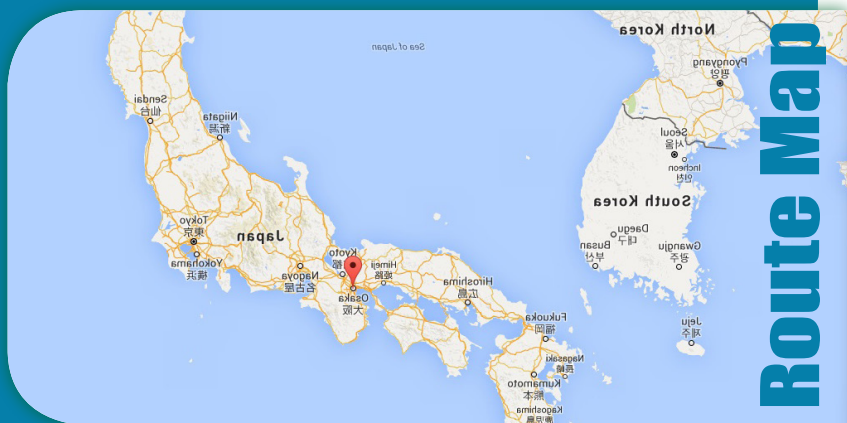 Route Map
North Korea
Sea of Japan
Pyongyang
평양
Sendai
仙台
Niigata
新潟
Seoul
서울
Incheon
인천
South Korea
Tokyo
東京
Japan
Daegu
대구
Busan
부산
Gwangju
광주
Yokohama
横浜
Nagoya
名古屋
Kyoto
都
Himeji
姫路
Hiroshima
広島
Osaka
大阪
Fukuoka
福岡
Jeju
제주
Nagasaki
長崎
Kumamoto
熊本
Kagoshima
鹿児島